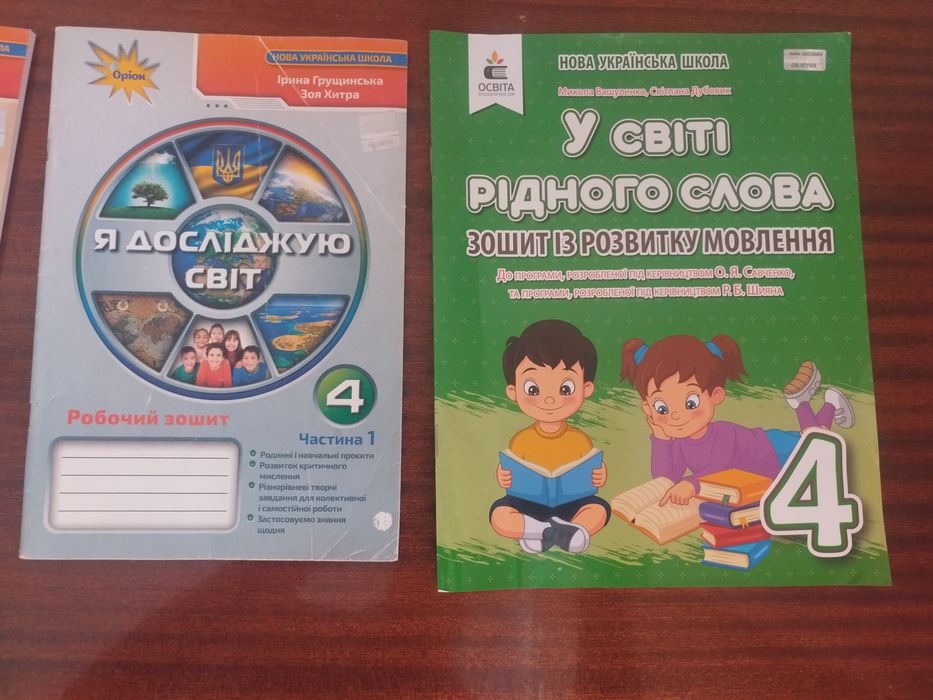 ЛА
Оріон
НОВА УКРАЇНСЬКА ШКОЛА
Ірина Грущинська
Зоя Хитра
Я ДОСЛІДЖУЮ
СВІТ
4
Робочий зошит
Частина 1
Родинні і навчальні проєкти
Розвиток критичного
мислення
Різнорівневі творчі
завдання для колективної
і самостійної роботи
Застосовуємо знання
щодня
ОСВІТА
ВИДАВНИЧИЙ ДІМ
НОВА УКРАЇНСЬКА ШКОЛА
Микола Вашуленко, Світлана Дубовик
У СВІТІ
РІДНОГО СЛОВА
ЗОШИТ ІЗ РОЗВИТКУ МОВЛЕННЯ
До програми, розробленої під керівництвом О. Я. Савченко,
та програми, розробленої під керівництвом Р. Б. Шияна
4